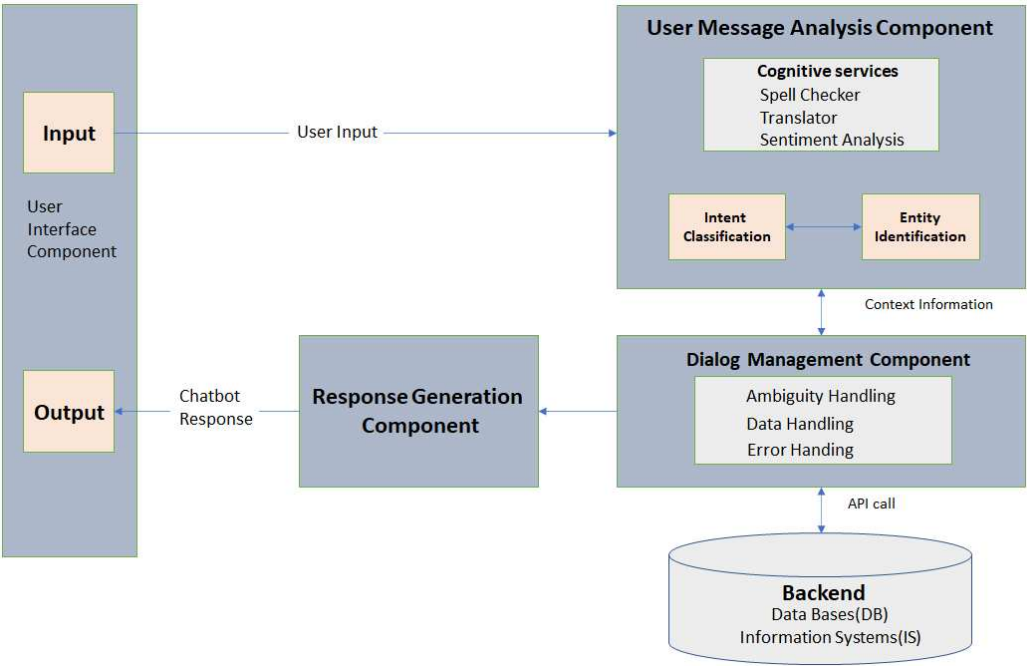 User Message Analysis Component
Cognitive services
Spell Checker
Translator
Sentiment Analysis
Input
User Input
User
Interface
Component
Intent
Classification
Entity
Identification
Context Information
Dialog Management Component
Ambiguity Handling
Data Handling
Error Handing
Response Generation
Component
Chatbot
Response
Output
API call
Backend
Data Bases(DB)
Information Systems(IS)